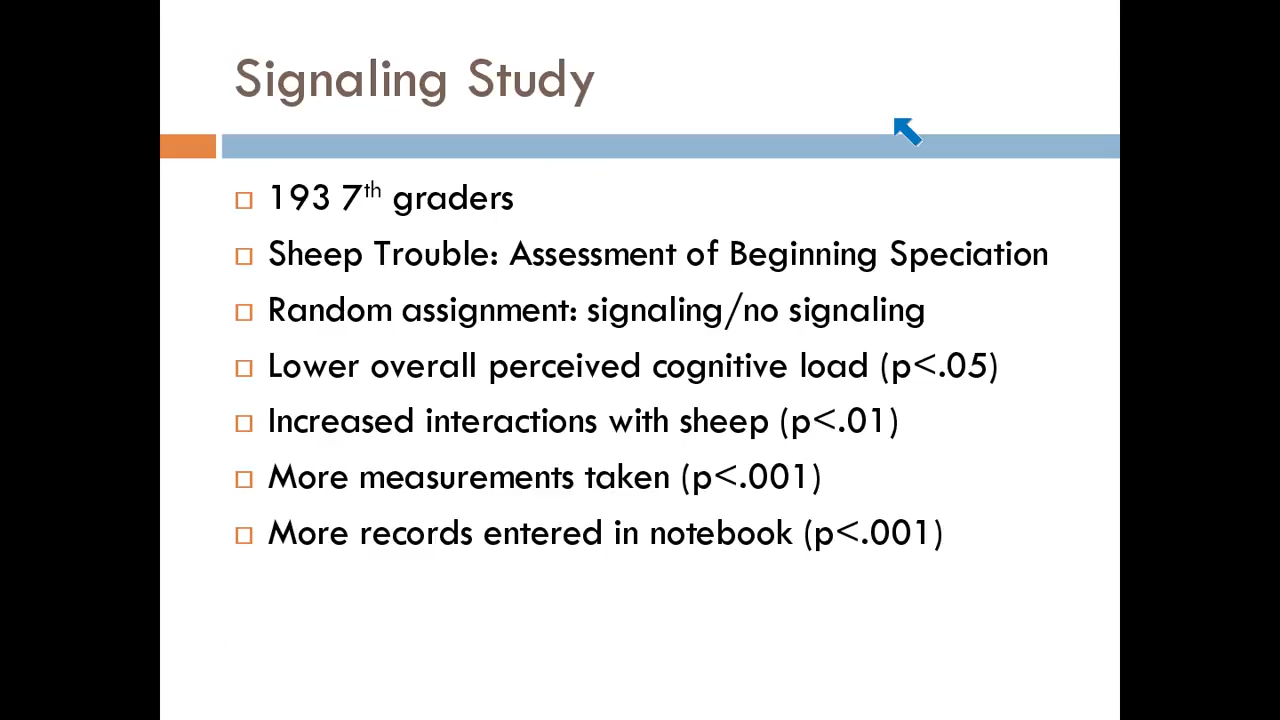 Signaling Study
193 7th graders
Sheep Trouble: Assessment of Beginning Speciation
Random assignment: signaling/no signaling
Lower overall perceived cognitive load (p<.05)
Increased interactions with sheep (p<.01)
More measurements taken (p<.001)
More records entered in notebook (p<.001)